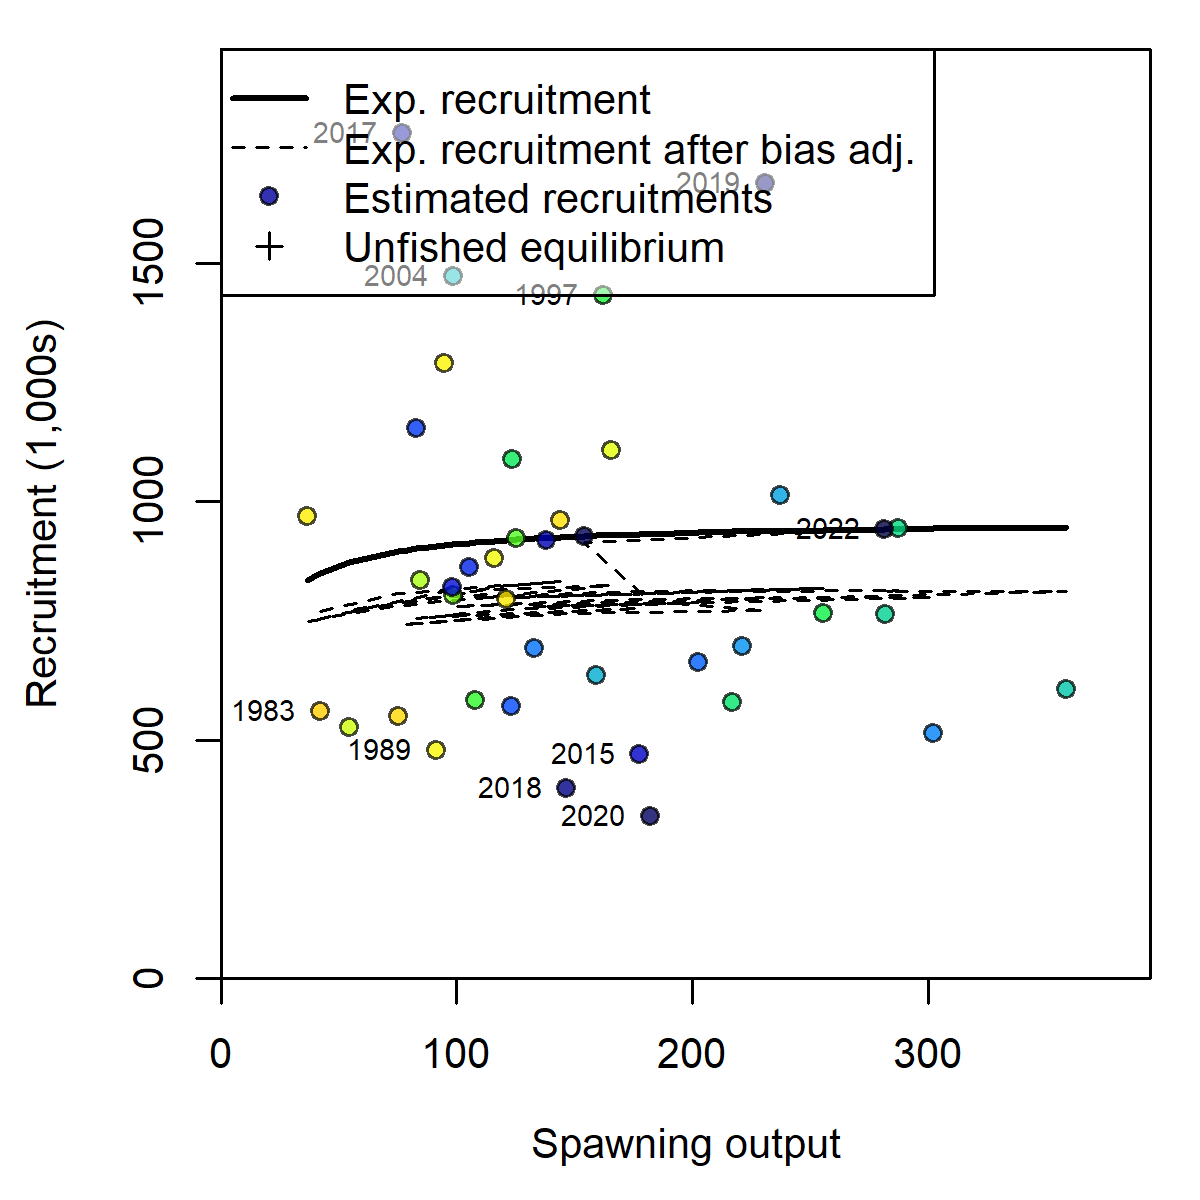 Exp. recruitment
2017
Exp. recruitment after bias adj.
2019
Estimated recruitments
Unfished equilibrium
2004
1997
1500
1000
500
0
Recruitment (1,000s)
2022
1983
1989
2015
2018
2020
0 100 200 300
Spawning output